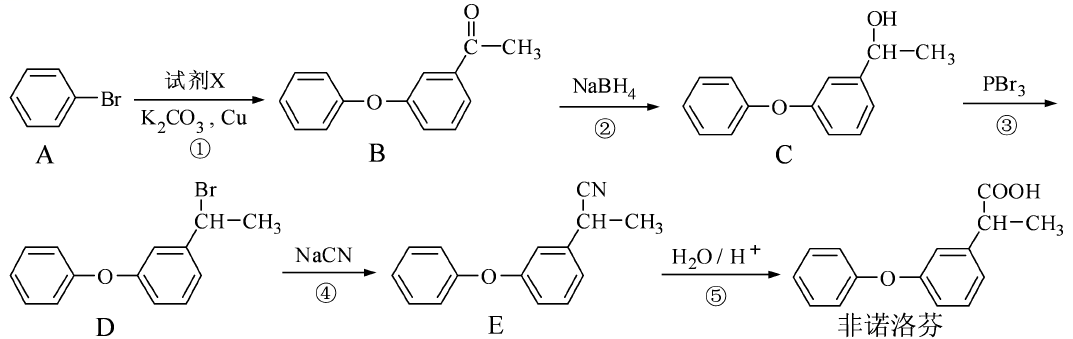 Br
A
试剂X
K₂CO₃ , Cu
①
O
C
CH₃
O
B
NaBH₄
②
OH
CH
CH₃
O
C
PBr₃
③
Br
CH
CH₃
O
D
NaCN
④
CN
CH
CH₃
O
E
H₂O / H⁺
⑤
COOH
CH
CH₃
O
非诺洛芬